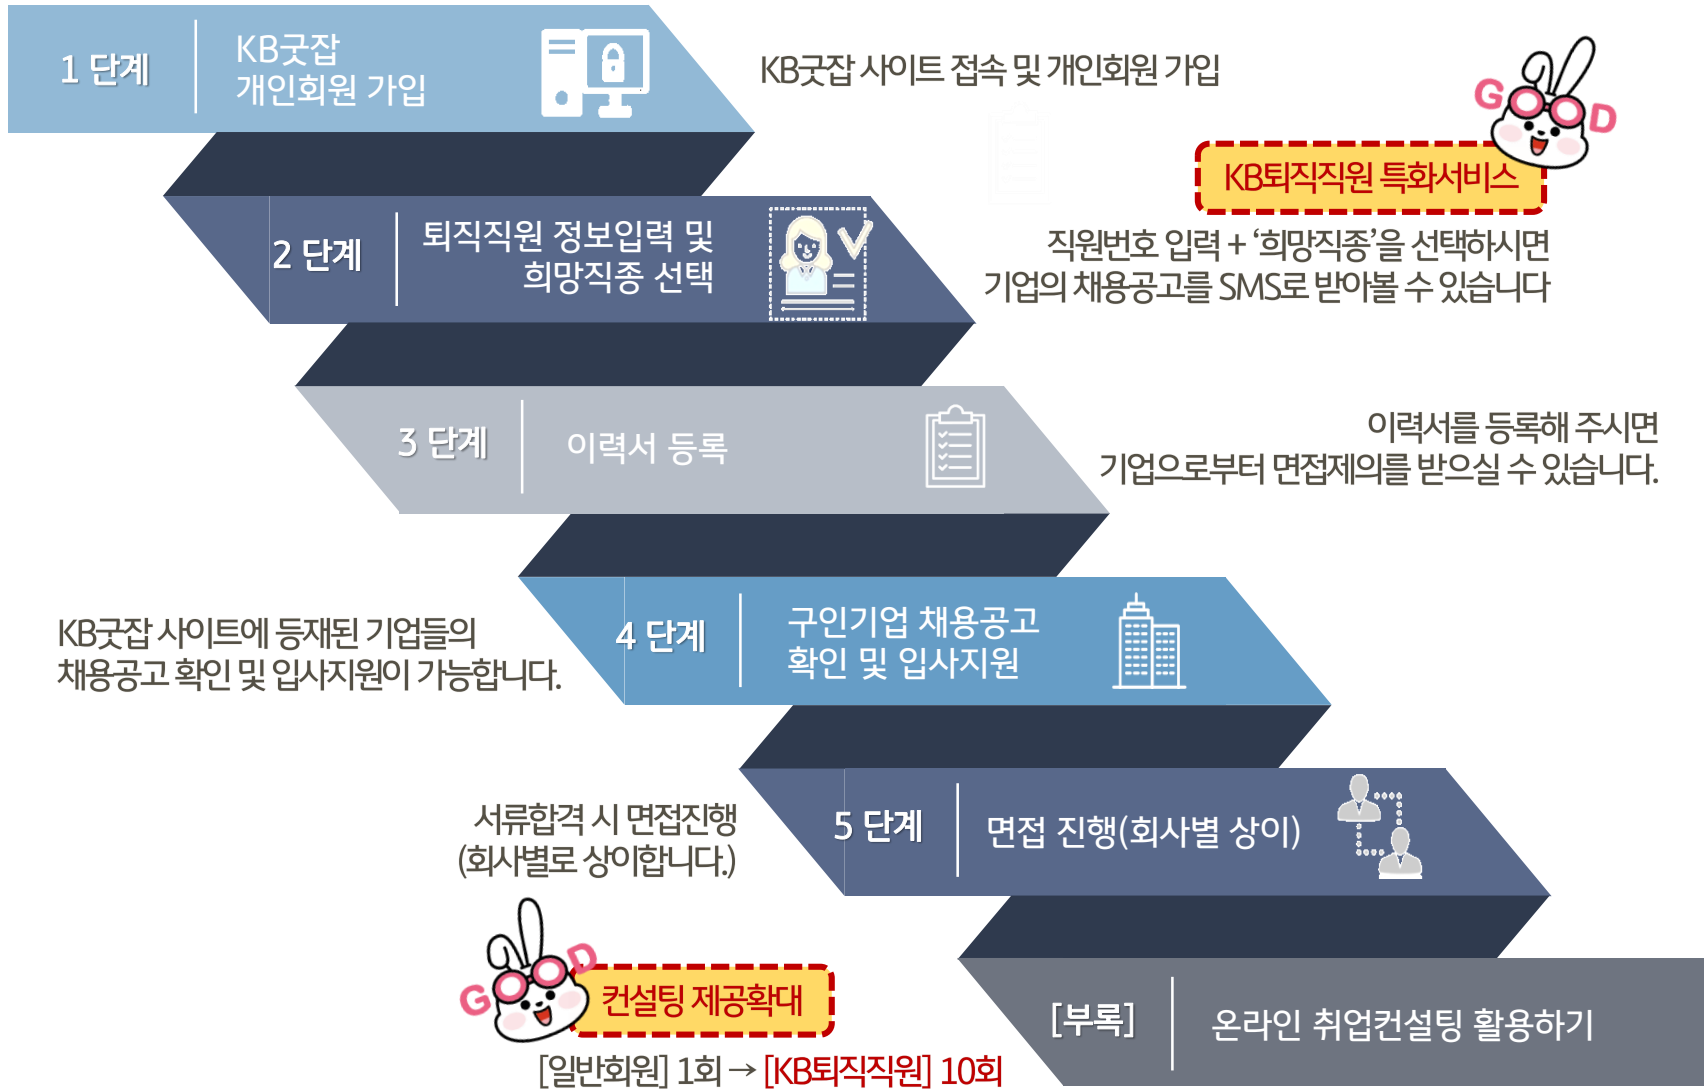 1 단계
KB굿잡
개인회원 가입
KB굿잡 사이트 접속 및 개인회원 가입
G D
KB퇴직직원 특화서비스
2 단계
퇴직직원 정보입력 및
희망직종 선택
직원번호 입력 + ‘희망직종’을 선택하시면
기업의 채용공고를 SMS로 받아볼 수 있습니다
3 단계
이력서 등록
이력서를 등록해 주시면
기업으로부터 면접제의를 받으실 수 있습니다.
4 단계
구인기업 채용공고
확인 및 입사지원
KB굿잡 사이트에 등재된 기업들의
채용공고 확인 및 입사지원이 가능합니다.
5 단계
면접 진행(회사별 상이)
서류합격 시 면접진행
(회사별로 상이합니다.)
G D
컨설팅 제공확대
[일반회원] 1회 → [KB퇴직직원] 10회
[부록]
온라인 취업컨설팅 활용하기